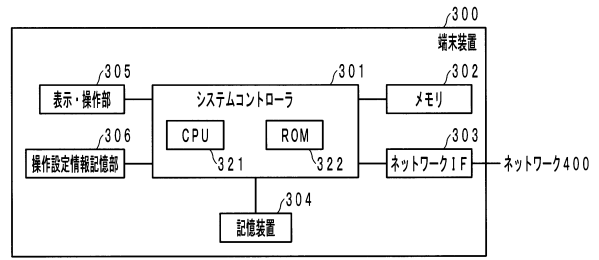 300
端末装置
305
表示・操作部
301
システムコントローラ
302
メモリ
306
操作設定情報記憶部
CPU
321
ROM
322
303
ネットワークIF
ネットワーク400
304
記憶装置